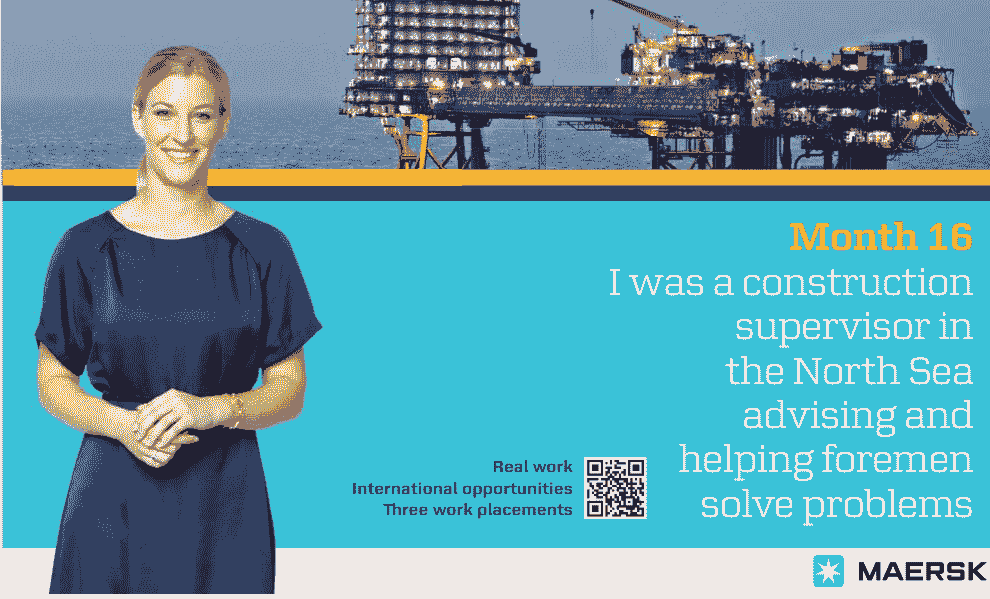 Month 16
I was a construction
supervisor in
the North Sea
advising and
helping foremen
solve problems
Real work
International opportunities
Three work placements
MAERSK